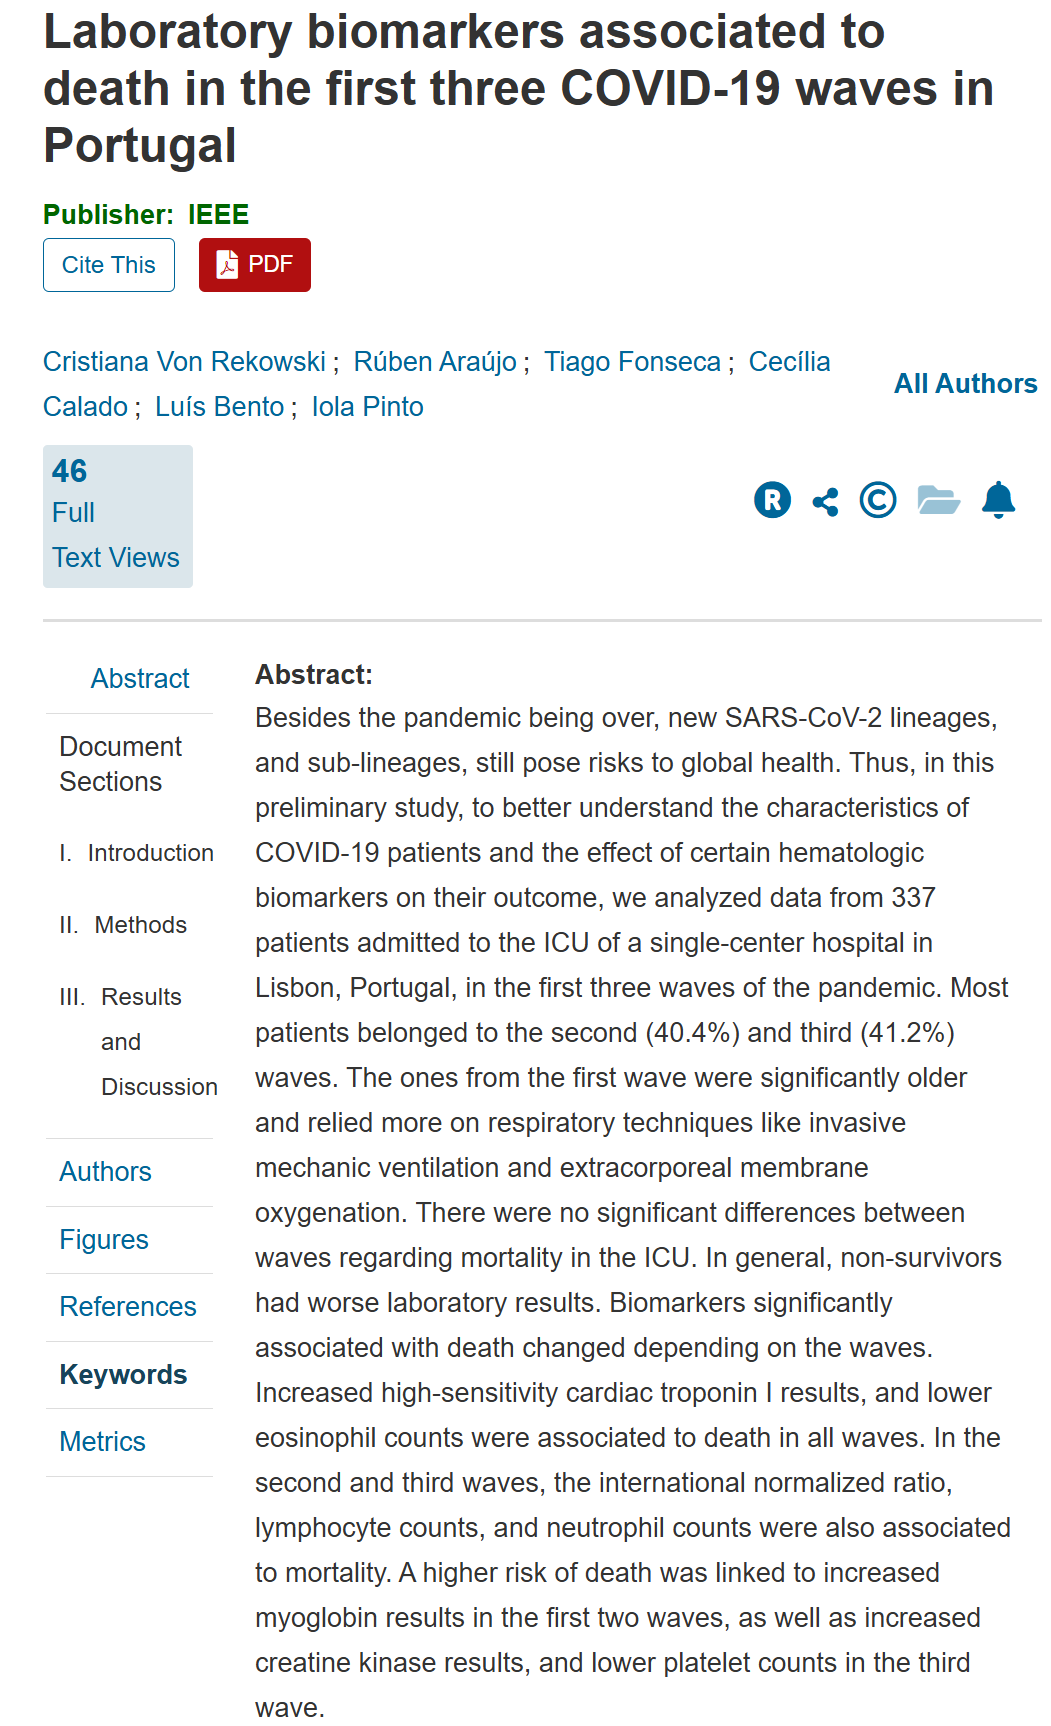 Laboratory biomarkers associated to
death in the first three COVID-19 waves in
Portugal
Publisher: IEEE
Cite This
PDF
Cristiana Von Rekowski ; Rúben Araújo ; Tiago Fonseca ; Cecília
Calado ; Luís Bento ; Iola Pinto
All Authors
46
Full
Text Views
R
©
Abstract
Document
Sections
I. Introduction
II. Methods
III. Results
and
Discussion
Authors
Figures
References
Keywords
Metrics
Abstract:
Besides the pandemic being over, new SARS-CoV-2 lineages,
and sub-lineages, still pose risks to global health. Thus, in this
preliminary study, to better understand the characteristics of
COVID-19 patients and the effect of certain hematologic
biomarkers on their outcome, we analyzed data from 337
patients admitted to the ICU of a single-center hospital in
Lisbon, Portugal, in the first three waves of the pandemic. Most
patients belonged to the second (40.4%) and third (41.2%)
waves. The ones from the first wave were significantly older
and relied more on respiratory techniques like invasive
mechanic ventilation and extracorporeal membrane
oxygenation. There were no significant differences between
waves regarding mortality in the ICU. In general, non-survivors
had worse laboratory results. Biomarkers significantly
associated with death changed depending on the waves.
Increased high-sensitivity cardiac troponin I results, and lower
eosinophil counts were associated to death in all waves. In the
second and third waves, the international normalized ratio,
lymphocyte counts, and neutrophil counts were also associated
to mortality. A higher risk of death was linked to increased
myoglobin results in the first two waves, as well as increased
creatine kinase results, and lower platelet counts in the third
wave.